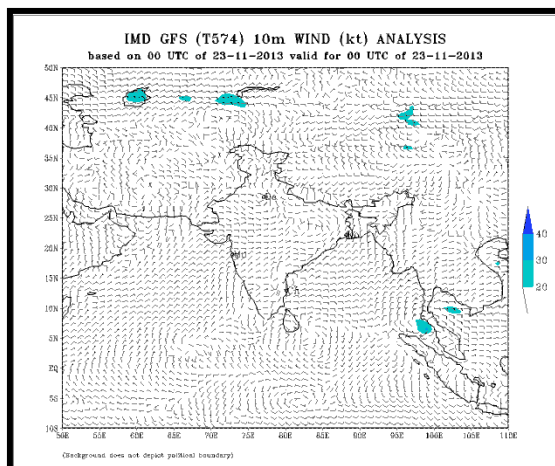 IMD GFS (T574) 10m WIND (kt) ANALYSIS
based on 00 UTC of 23-11-2013 valid for 00 UTC of 23-11-2013
50N
45N
40N
35N
30N
25N
20N
15N
10N
5N
EQ
5S
10S
50E 55E 60E 65E 70E 75E 80E 85E 90E 95E 100E 105E 110E
40
30
20
(Background does not depict political boundary)